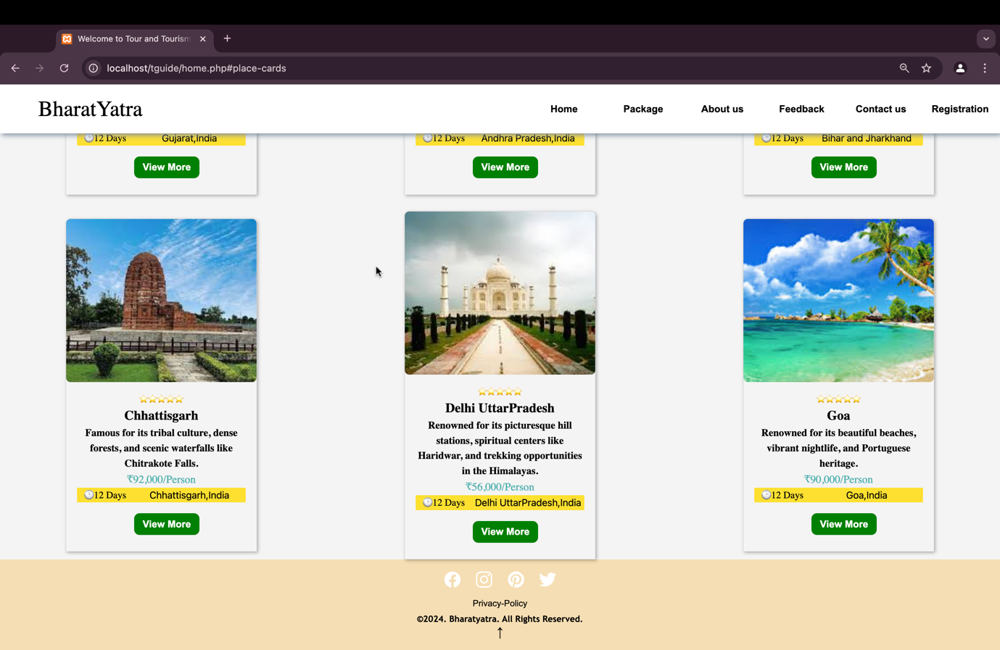 Welcome to Tour and Tourism
localhost/tguide/home.php#place-cards
BharatYatra
Home Package About us Feedback Contact us Registration
🕑12 Days Gujarat,India
🕑12 Days Andhra Pradesh,India
🕑12 Days Bihar and Jharkhand
View More
View More
View More
⭐⭐⭐⭐⭐
Chhattisgarh
Famous for its tribal culture, dense
forests, and scenic waterfalls like
Chitrakote Falls.
₹92,000/Person
🕑12 Days Chhattisgarh,India
View More
⭐⭐⭐⭐⭐
Delhi UttarPradesh
Renowned for its picturesque hill
stations, spiritual centers like
Haridwar, and trekking opportunities
in the Himalayas.
₹56,000/Person
🕑12 Days Delhi UttarPradesh,India
View More
⭐⭐⭐⭐⭐
Goa
Renowned for its beautiful beaches,
vibrant nightlife, and Portuguese
heritage.
₹90,000/Person
🕑12 Days Goa,India
View More
Privacy-Policy
©2024. Bharatyatra. All Rights Reserved.
↑